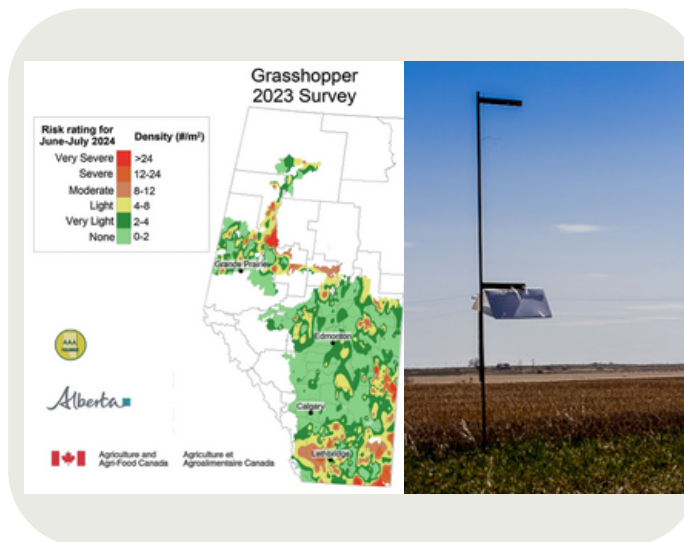 Grasshopper
2023 Survey
Risk rating for
June-July 2024
Density (#/m²)
Very Severe >24
Severe 12-24
Moderate 8-12
Light 4-8
Very Light 2-4
None 0-2
Grande Prairie
Edmonton
Calgary
Lethbridge
AAA
Alberta
Agriculture and
Agri-Food Canada
Agriculture et
Agroalimentaire Canada